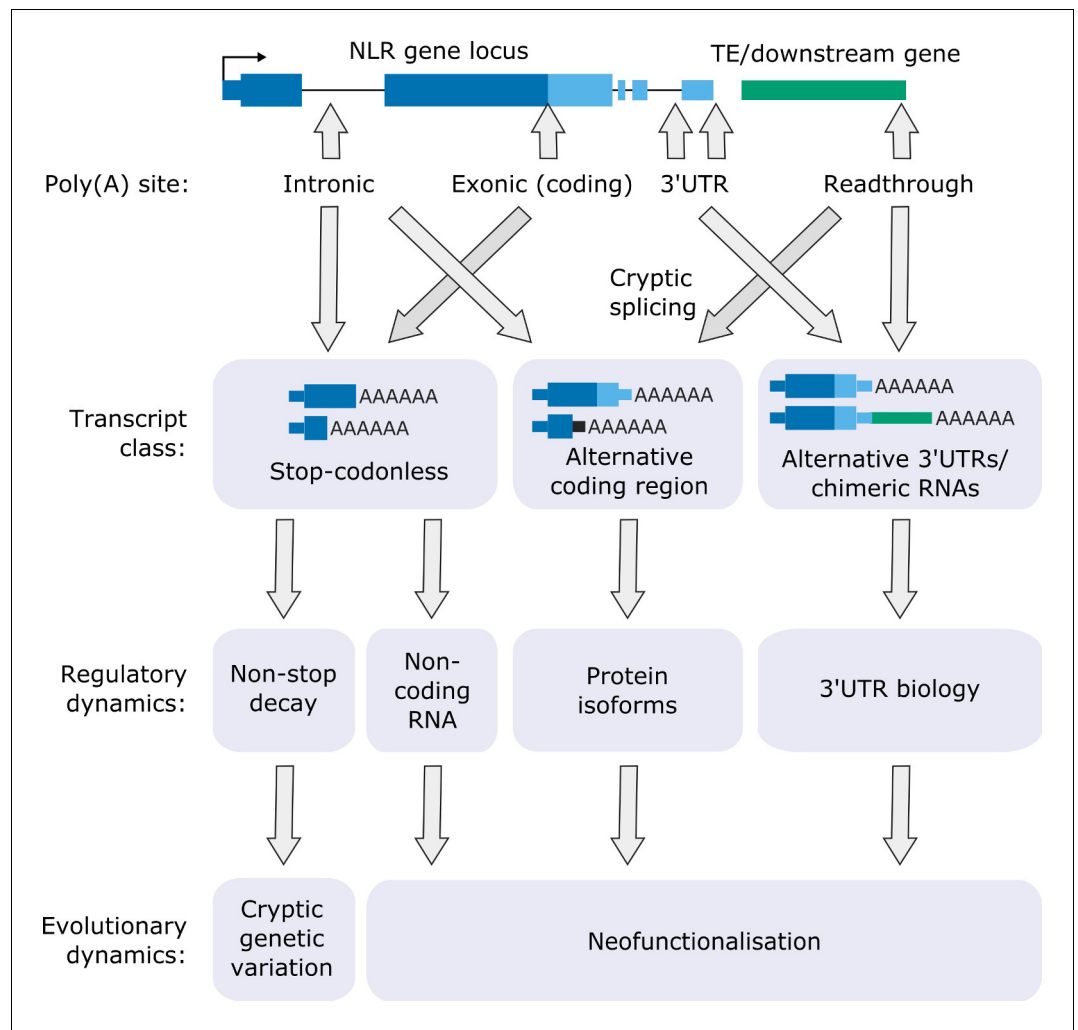 NLR gene locus
TE/downstream gene
Poly(A) site:
Intronic
Exonic (coding)
3'UTR
Readthrough
Cryptic
splicing
Transcript
class:
AAAAAA
AAAAAA
Stop-codonless
AAAAAA
AAAAAA
Alternative
coding region
AAAAAA
AAAAAA
Alternative 3'UTRs/
chimeric RNAs
Regulatory
dynamics:
Non-stop
decay
Non-
coding
RNA
Protein
isoforms
3'UTR biology
Evolutionary
dynamics:
Cryptic
genetic
variation
Neofunctionalisation